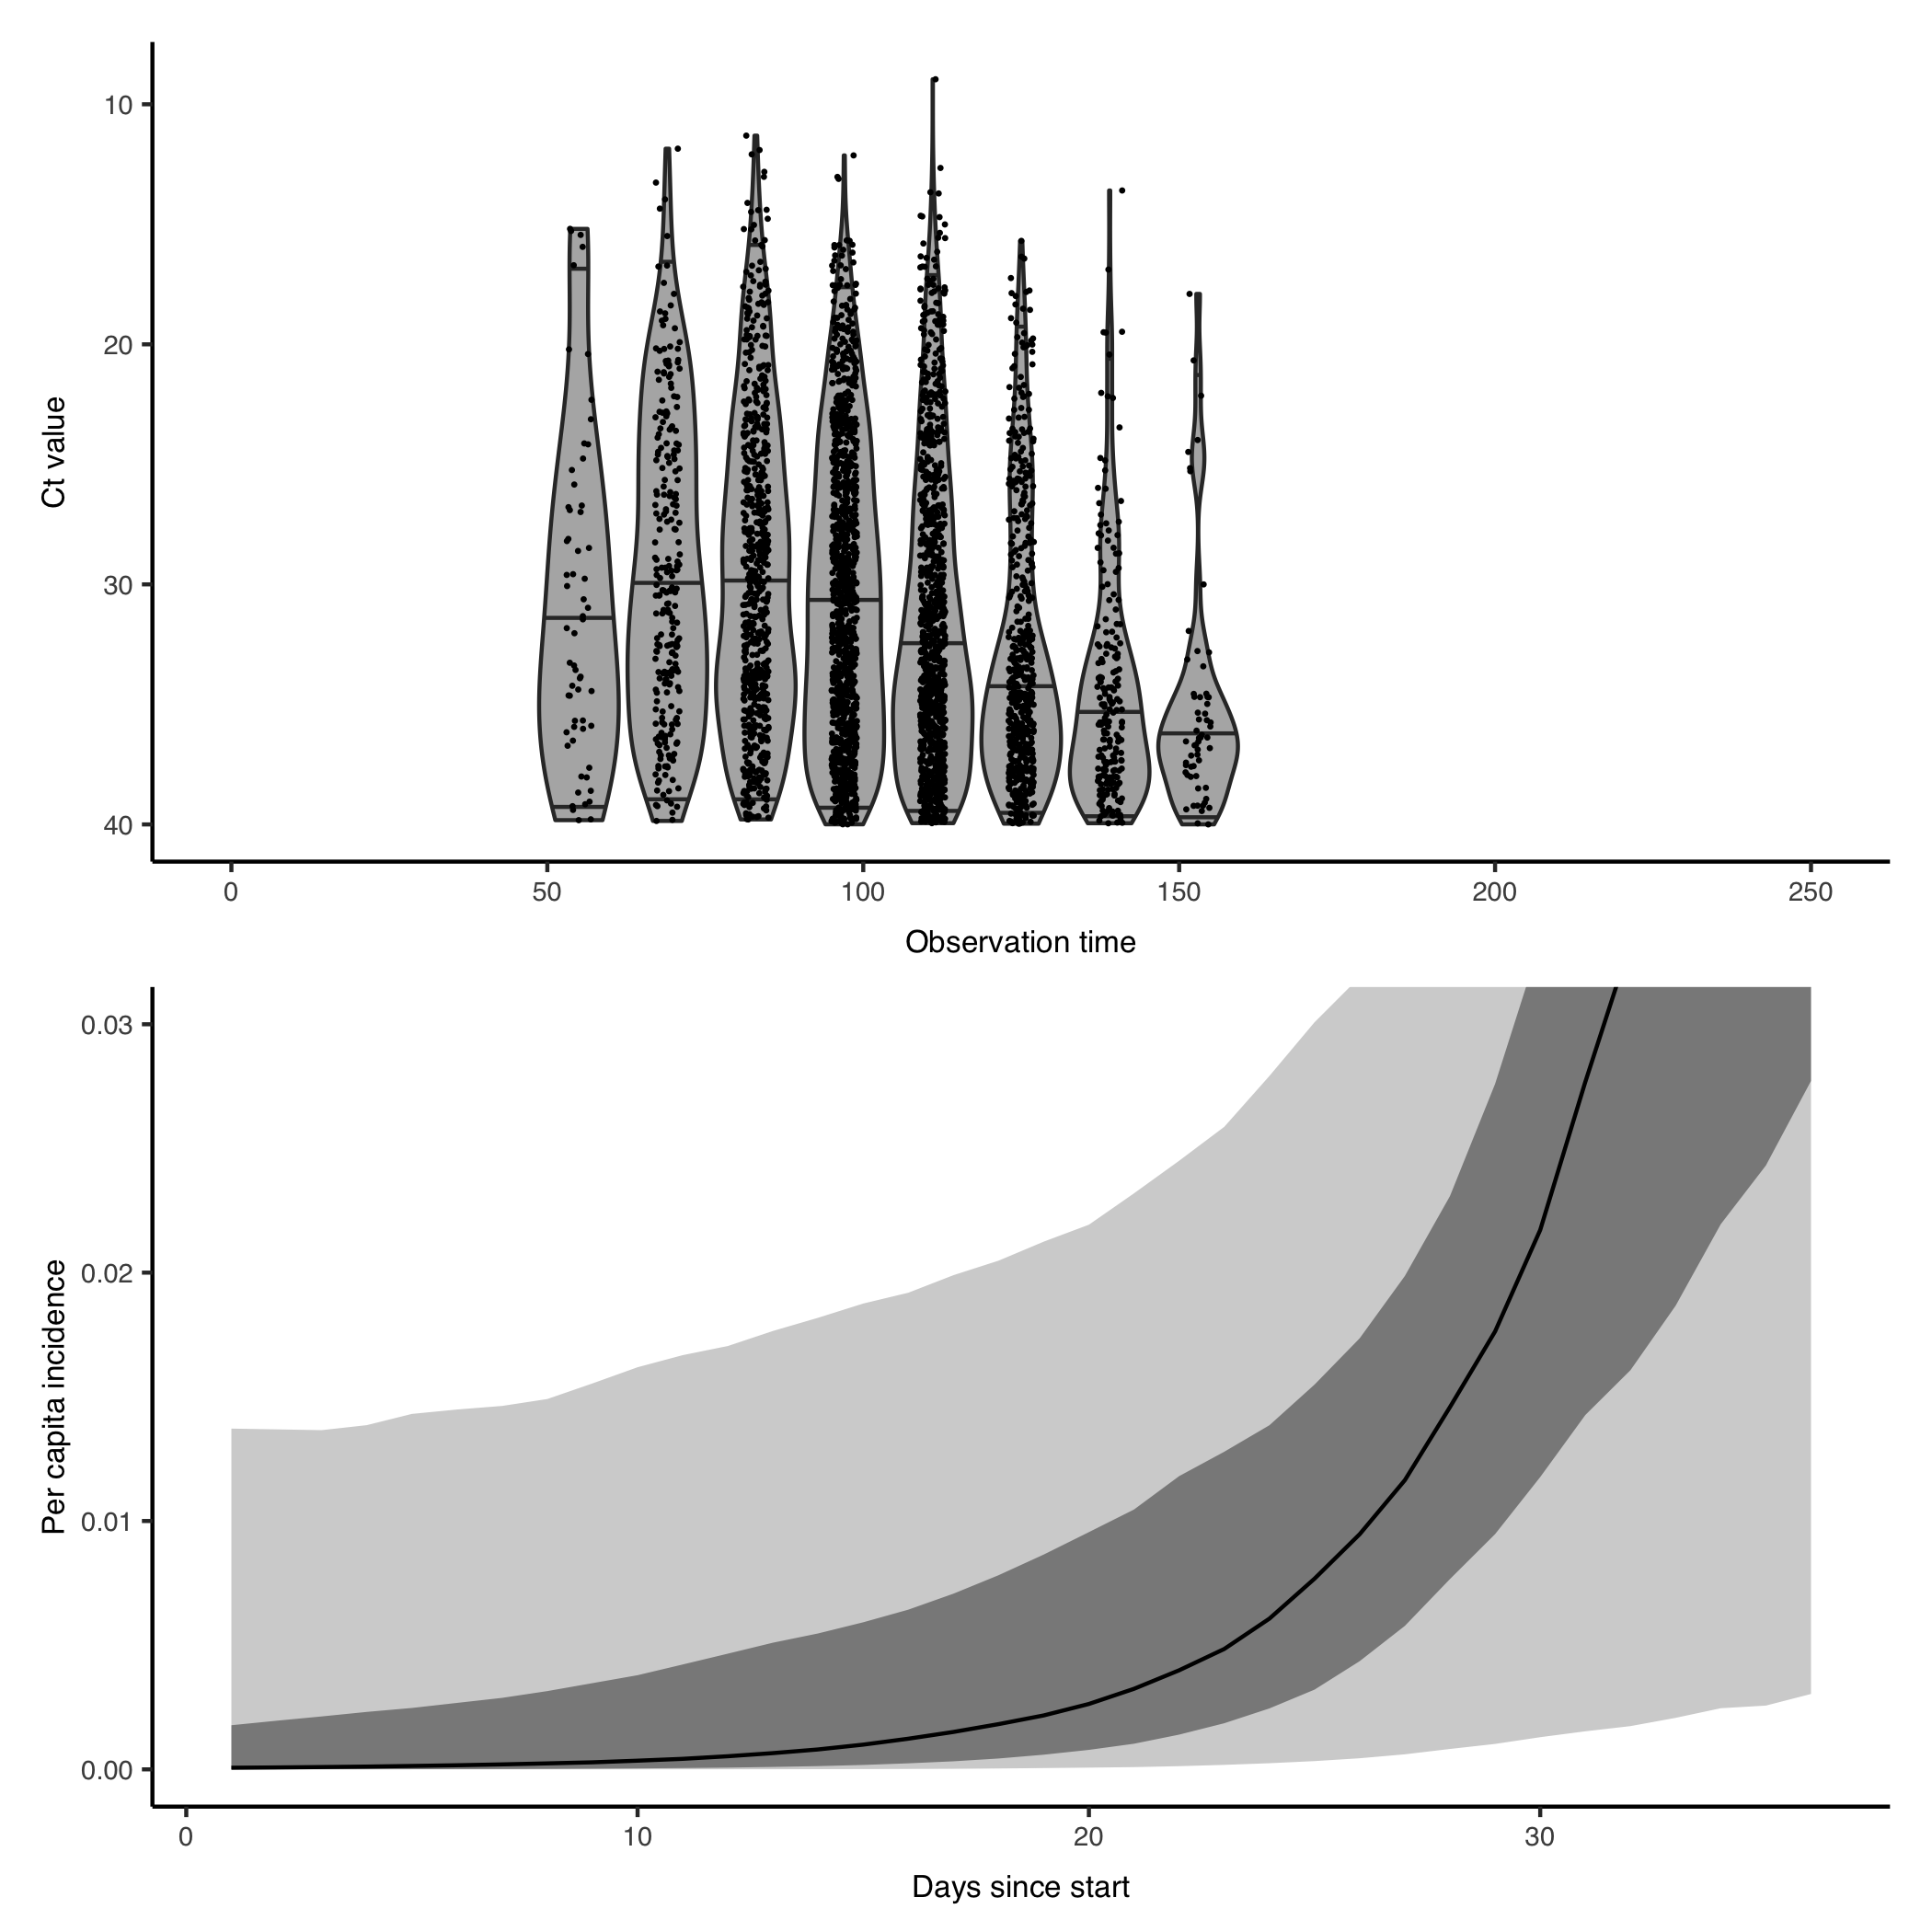 Ct value
10
20
30
40
0 50 100 150 200 250
Observation time
Per capita incidence
0.03
0.02
0.01
0.00
0 10 20 30
Days since start